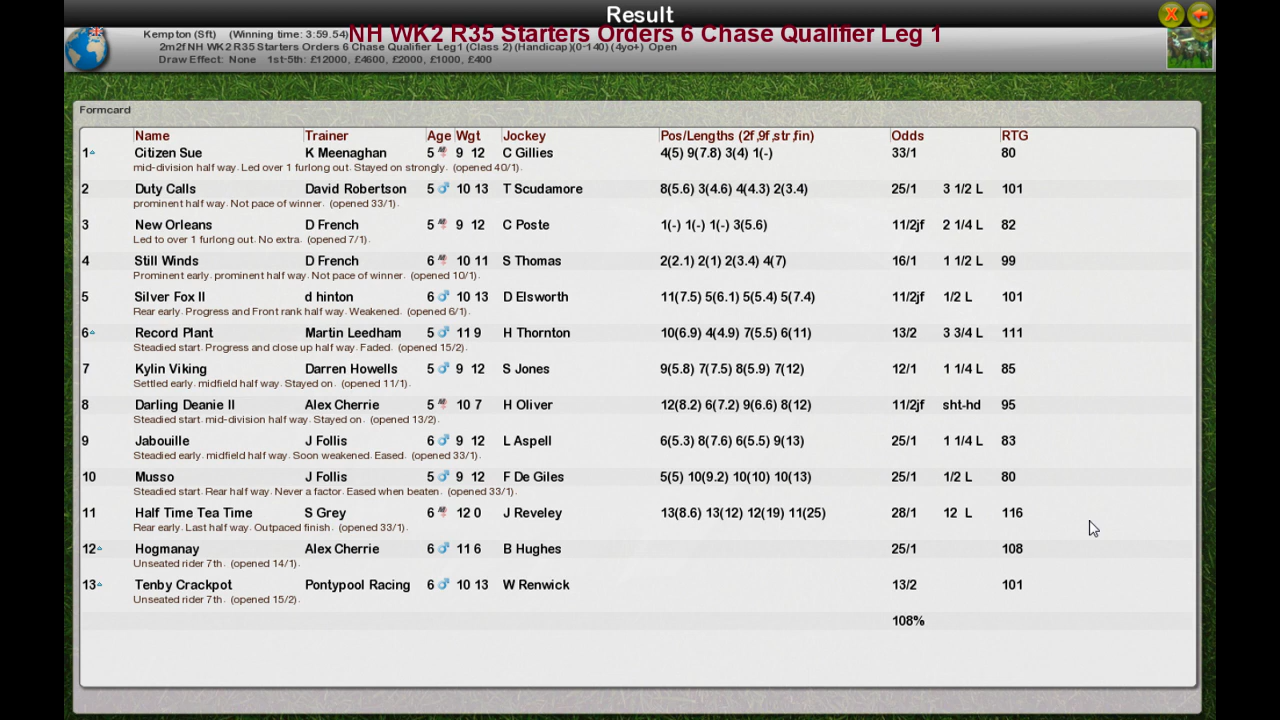 Result
NH WK2 R35 Starters Orders 6 Chase Qualifier Leg 1
Kempton (Sft) (Winning time: 3:59.54)
2m2f NH WK2 R35 Starters Orders 6 Chase Qualifier Leg1 (Class 2) (Handicap)(0-140) (4yo+) Open
Draw Effect: None 1st-5th: £12000, £4600, £2000, £1000, £400
Formcard
Name Trainer Age Wgt Jockey Pos/Lengths (2f,9f,str,fin) Odds RTG
1 Citizen Sue K Meenaghan 5 9 12 C Gillies 4(5) 9(7.8) 3(4) 1(-) 33/1 80
mid-division half way. Led over 1 furlong out. Stayed on strongly. (opened 40/1).
2 Duty Calls David Robertson 5 10 13 T Scudamore 8(5.6) 3(4.6) 4(4.3) 2(3.4) 25/1 3 1/2 L 101
prominent half way. Not pace of winner. (opened 33/1).
3 New Orleans D French 5 9 12 C Poste 1(-) 1(-) 1(-) 3(5.6) 11/2jf 2 1/4 L 82
Led to over 1 furlong out. No extra. (opened 7/1).
4 Still Winds D French 6 10 11 S Thomas 2(2.1) 2(1) 2(3.4) 4(7) 16/1 1 1/2 L 99
Prominent early. prominent half way. Not pace of winner. (opened 10/1).
5 Silver Fox II d hinton 6 10 13 D Elsworth 11(7.5) 5(6.1) 5(5.4) 5(7.4) 11/2jf 1/2 L 101
Rear early. Progress and Front rank half way. Weakened. (opened 6/1).
6 Record Plant Martin Leedham 5 11 9 H Thornton 10(6.9) 4(4.9) 7(5.5) 6(11) 13/2 3 3/4 L 111
Steadied start. Progress and close up half way. Faded. (opened 15/2).
7 Kylin Viking Darren Howells 5 9 12 S Jones 9(5.8) 7(7.5) 8(5.9) 7(12) 12/1 1 1/4 L 85
Settled early. midfield half way. Stayed on. (opened 11/1).
8 Darling Deanie II Alex Cherrie 5 10 7 H Oliver 12(8.2) 6(7.2) 9(6.6) 8(12) 11/2jf sht-hd 95
Steadied start. mid-division half way. Stayed on. (opened 13/2).
9 Jabouille J Follis 6 9 12 L Aspell 6(5.3) 8(7.6) 6(5.5) 9(13) 25/1 1 1/4 L 83
Steadied early. midfield half way. Soon weakened. Eased. (opened 33/1).
10 Musso J Follis 5 9 12 F De Giles 5(5) 10(9.2) 10(10) 10(13) 25/1 1/2 L 80
Steadied start. Rear half way. Never a factor. Eased when beaten. (opened 33/1).
11 Half Time Tea Time S Grey 6 12 0 J Reveley 13(8.6) 13(12) 12(19) 11(25) 28/1 12 L 116
Rear early. Last half way. Outpaced finish. (opened 33/1).
12 Hogmanay Alex Cherrie 6 11 6 B Hughes 25/1 108
Unseated rider 7th. (opened 14/1).
13 Tenby Crackpot Pontypool Racing 6 10 13 W Renwick 13/2 101
Unseated rider 7th. (opened 15/2).
108%